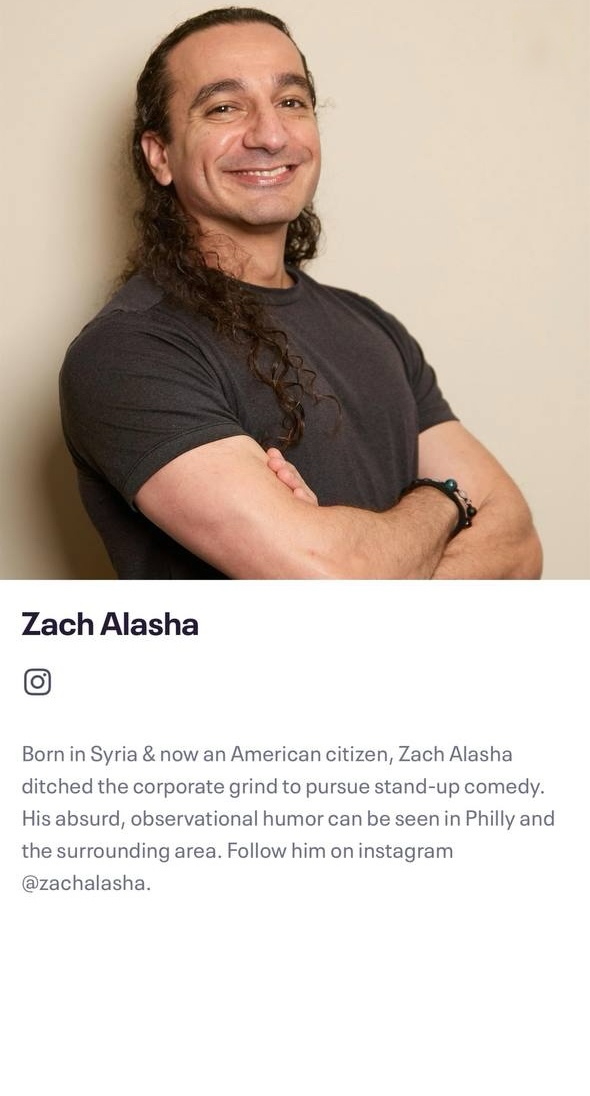 Zach Alasha
Born in Syria & now an American citizen, Zach Alasha
ditched the corporate grind to pursue stand-up comedy.
His absurd, observational humor can be seen in Philly and
the surrounding area. Follow him on instagram
@zachalasha.